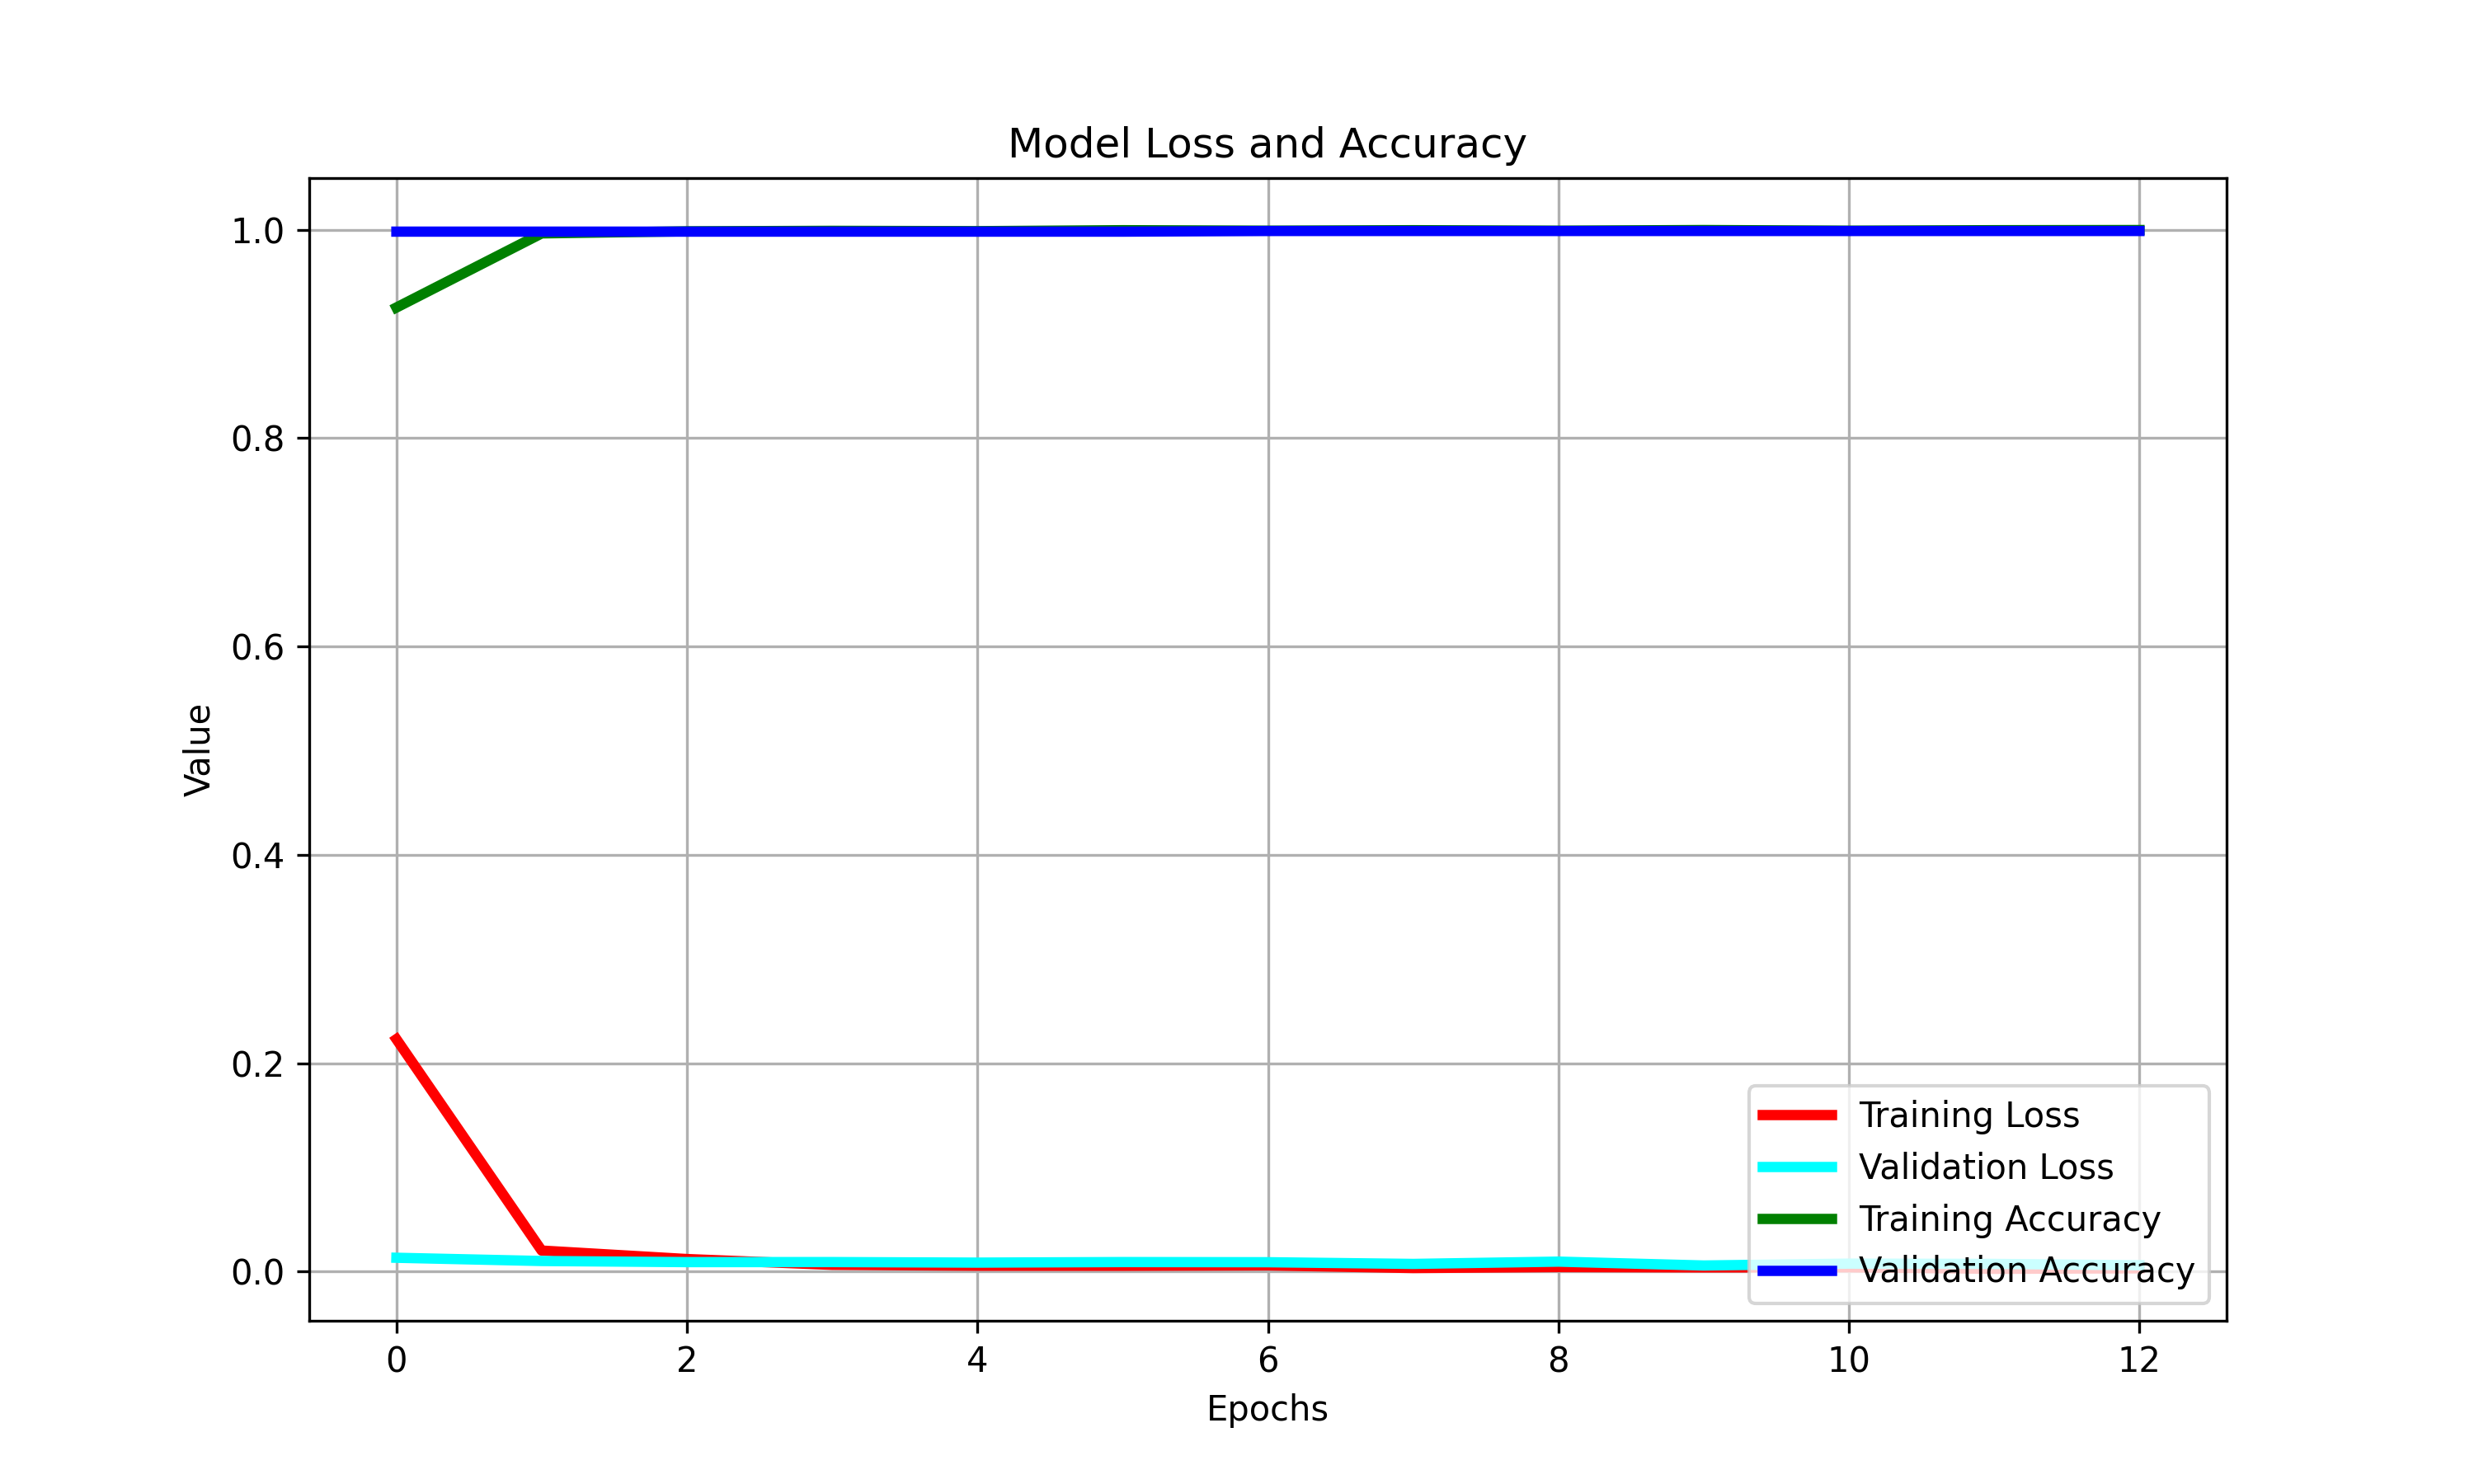 Model Loss and Accuracy
1.0
0.8
0.6
0.4
0.2
0.0
Value
Training Loss
Validation Loss
Training Accuracy
Validation Accuracy
0 2 4 6 8 10 12
Epochs